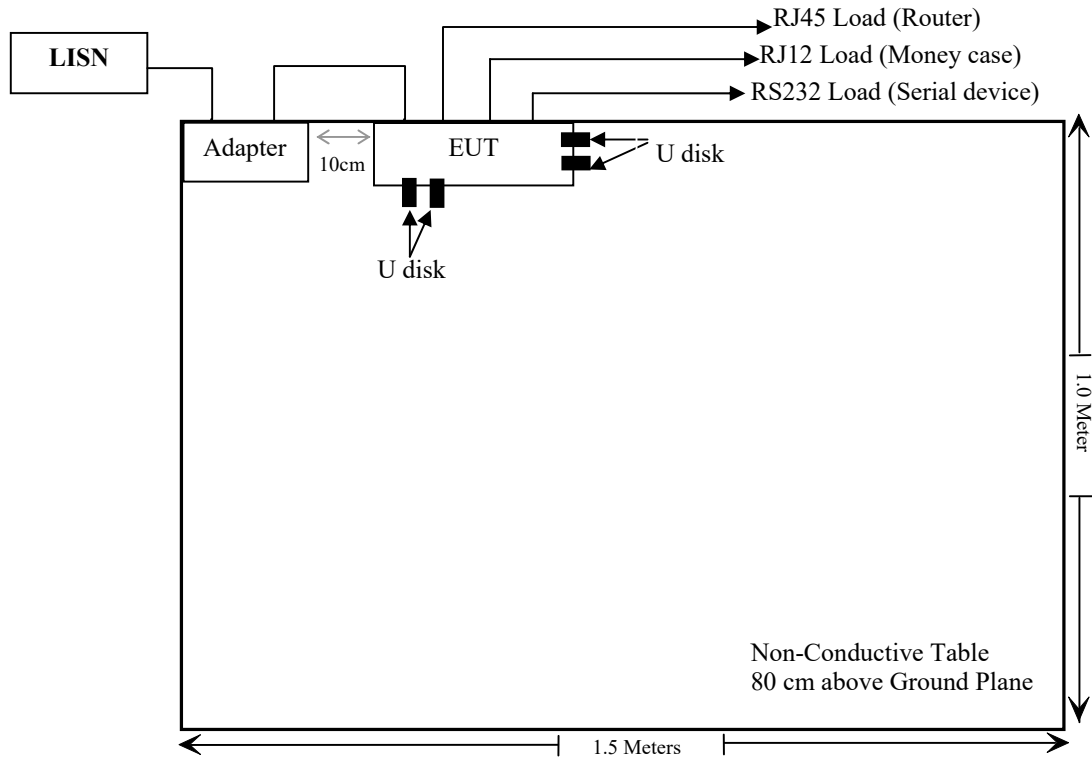 RJ45 Load (Router)
LISN
RJ12 Load (Money case)
RS232 Load (Serial device)
Adapter
10cm
EUT
U disk
U disk
1.0 Meter
Non-Conductive Table
80 cm above Ground Plane
1.5 Meters